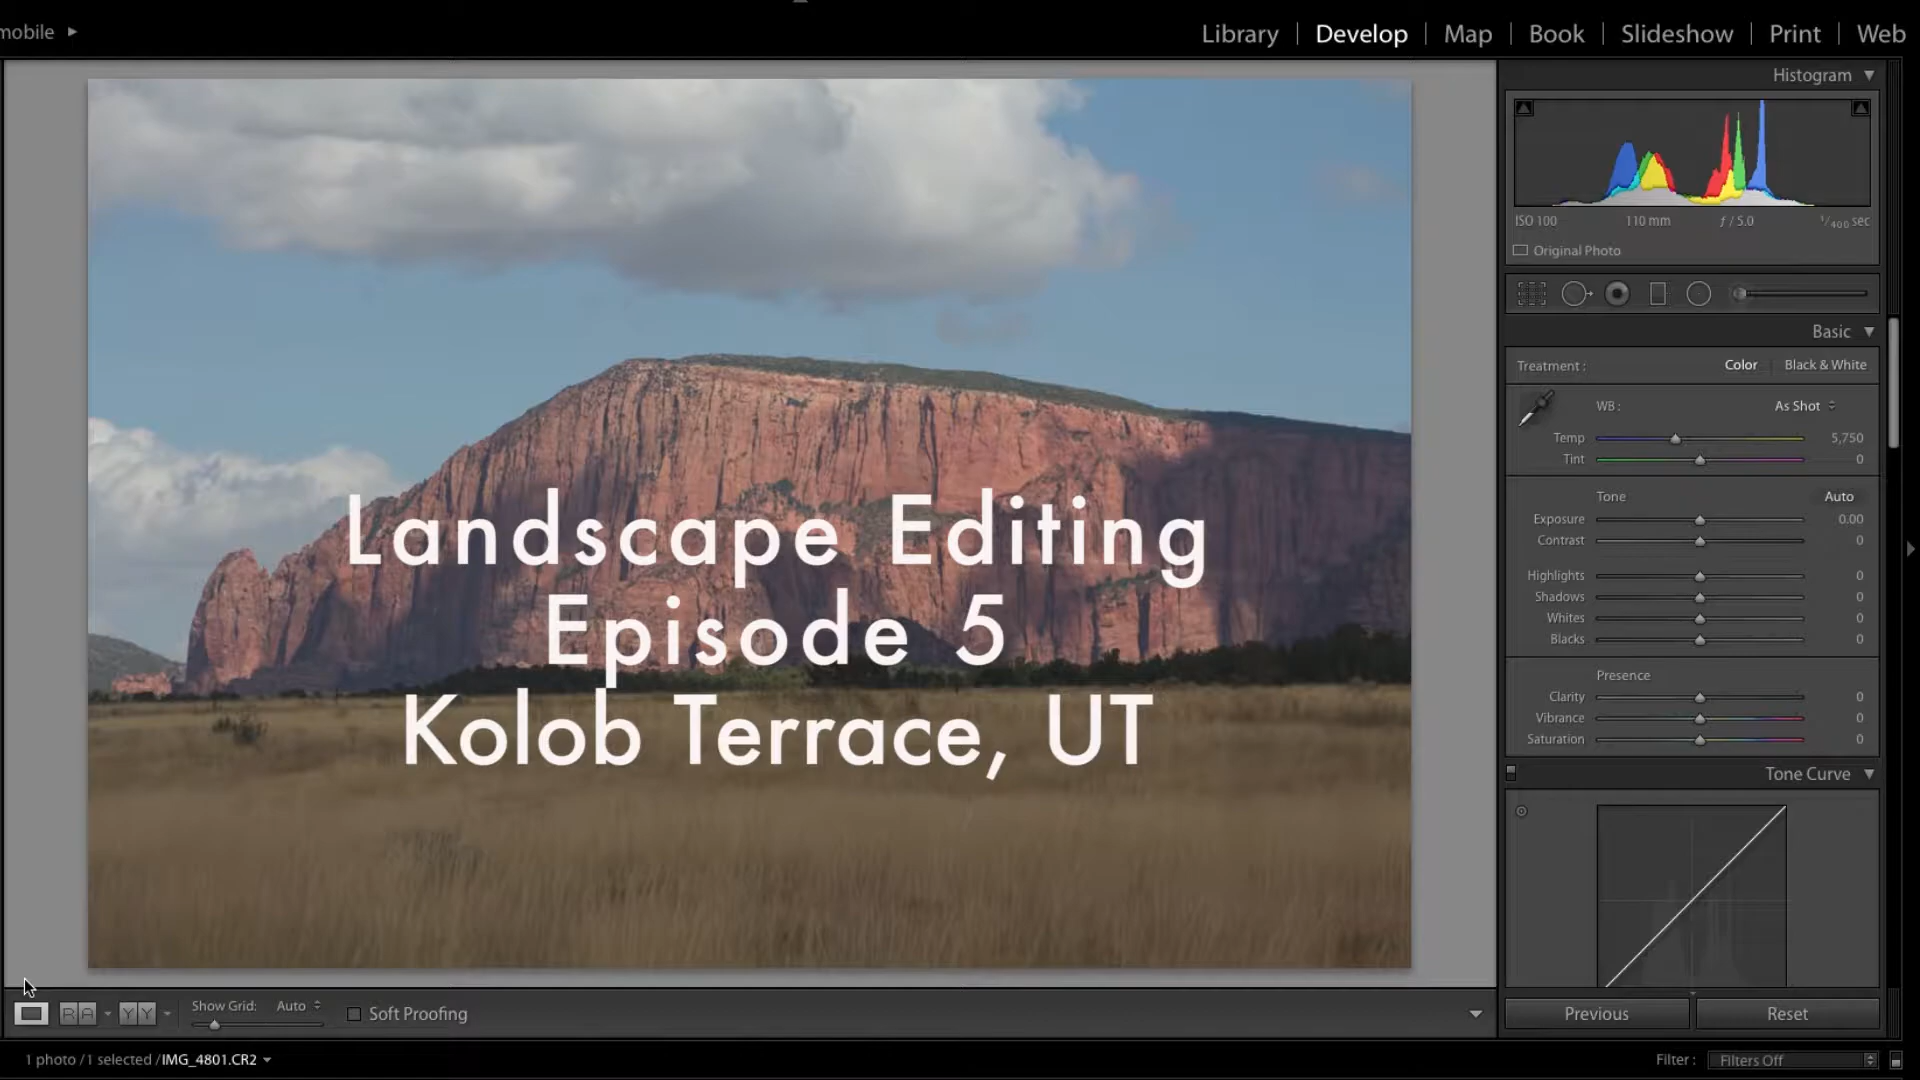 mobile
Library | Develop | Map | Book | Slideshow | Print | Web
Histogram
ISO 100 110 mm ƒ / 5.0 1/400 sec
Original Photo
Basic
Treatment : Color Black & White
WB : As Shot
Temp 5,750
Tint 0
Tone Auto
Exposure 0.00
Contrast 0
Highlights 0
Shadows 0
Whites 0
Blacks 0
Presence
Clarity 0
Vibrance 0
Saturation 0
Tone Curve
Landscape Editing
Episode 5
Kolob Terrace, UT
R A Y Y Show Grid: Auto Soft Proofing
Previous Reset
1 photo / 1 selected / IMG_4801.CR2
Filter : Filters Off